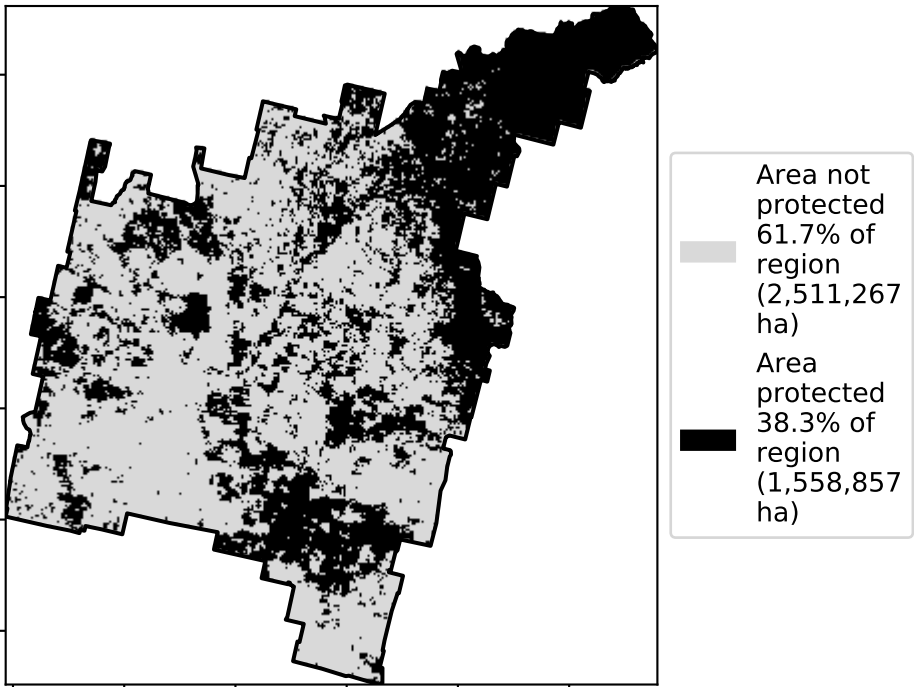 Area not
protected
61.7% of
region
(2,511,267
ha)
Area
protected
38.3% of
region
(1,558,857
ha)